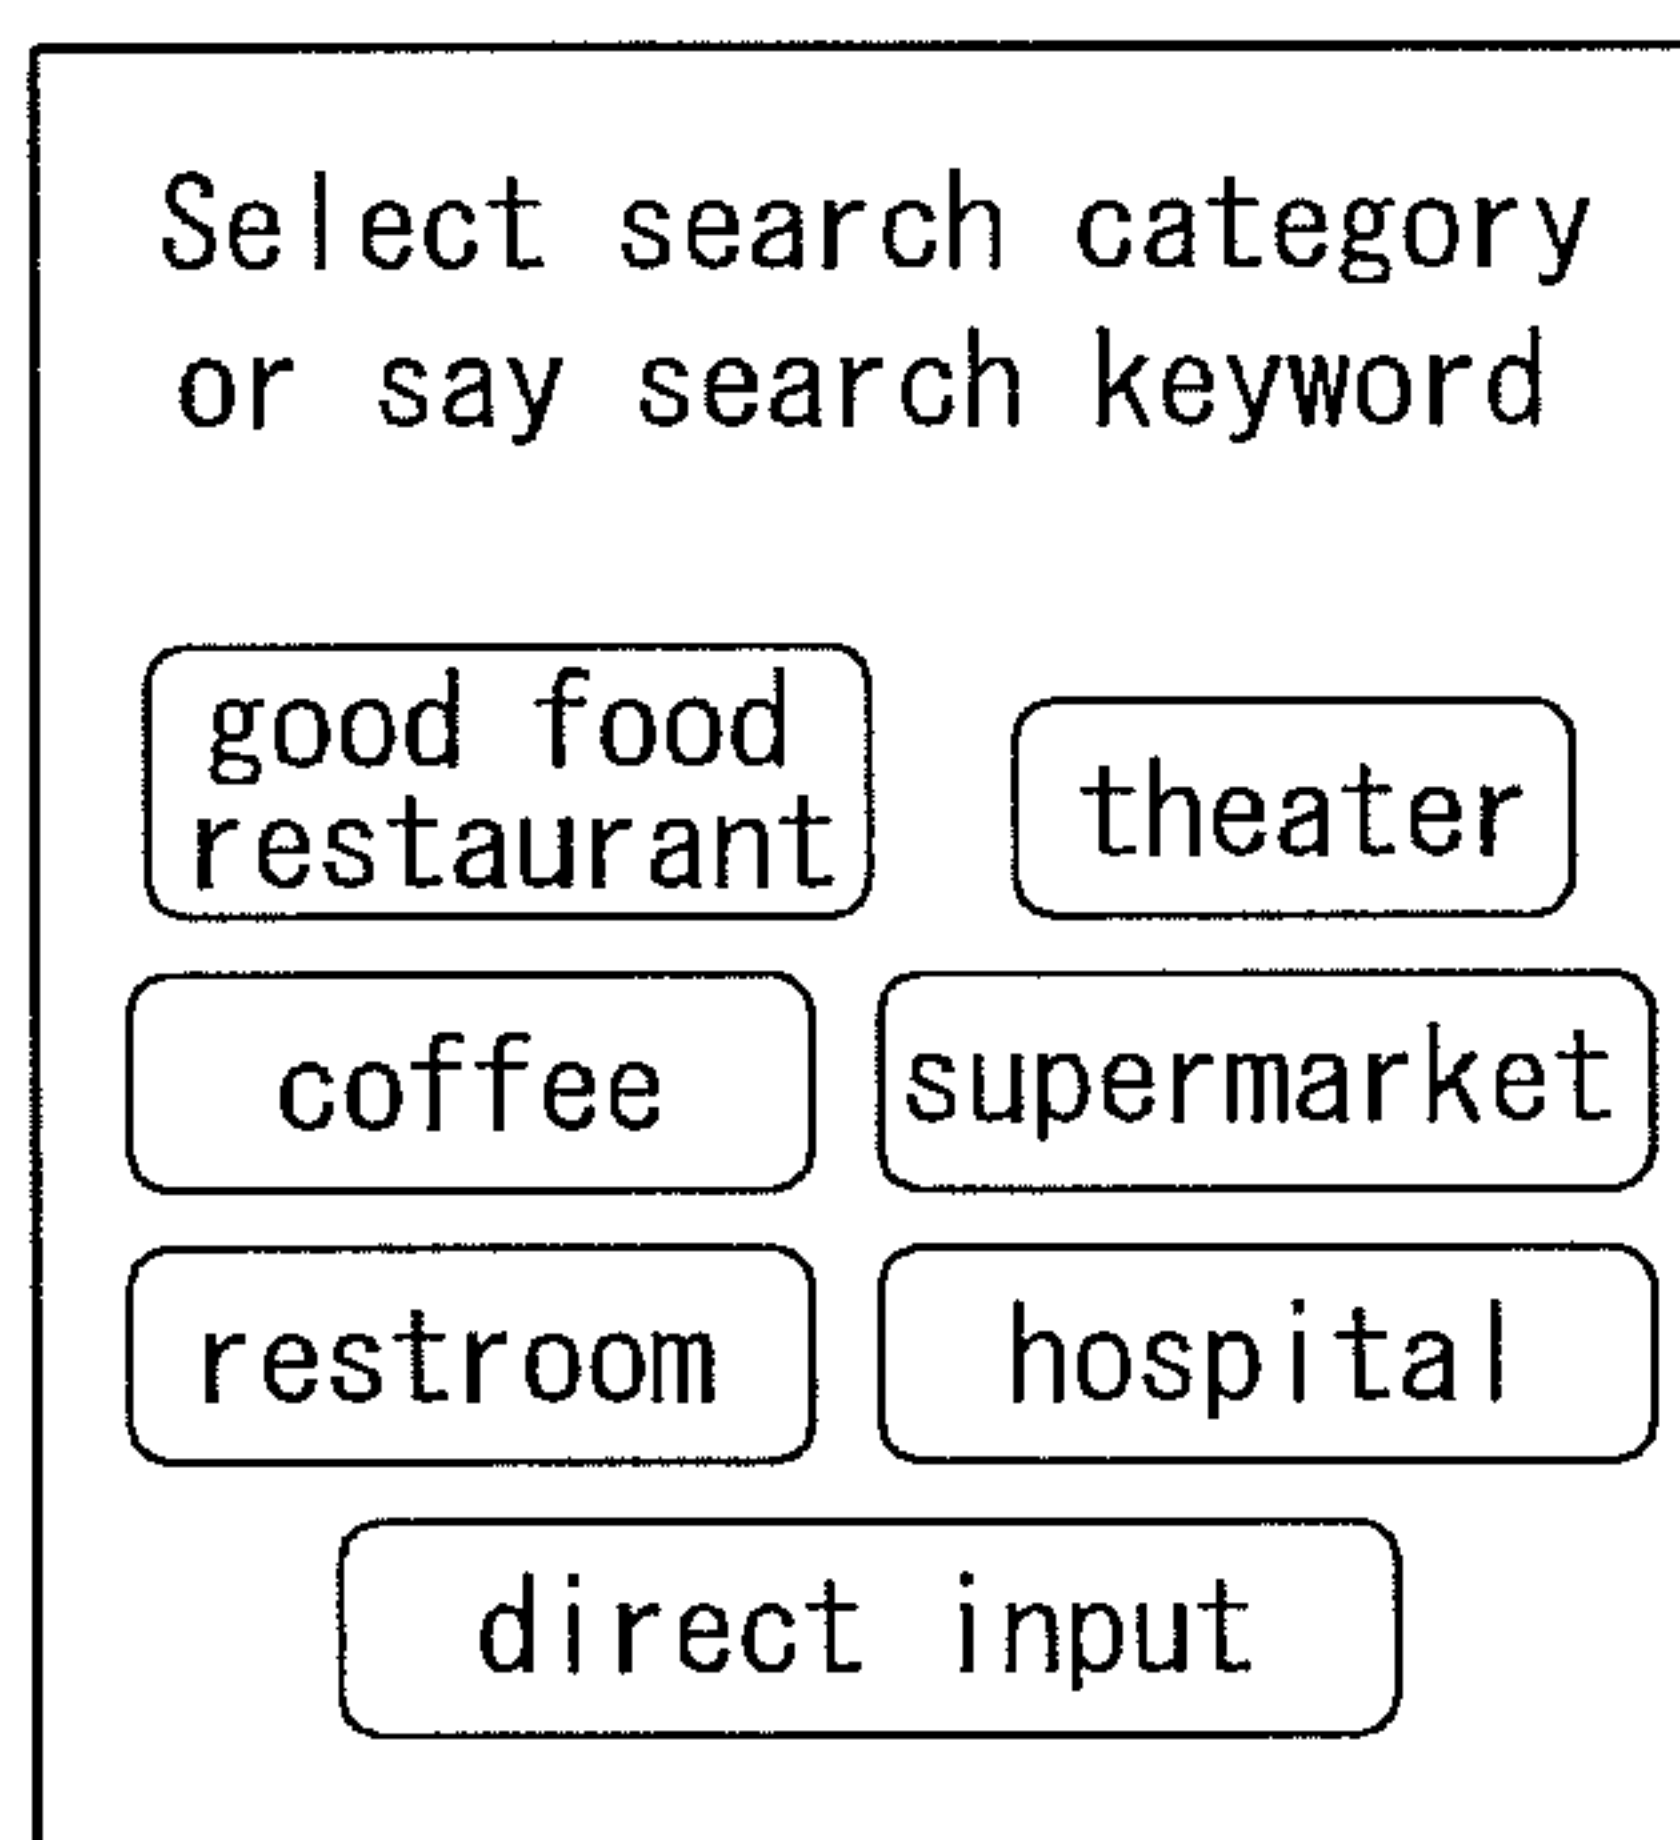 Select search category
or say search keyword
good food
restaurant
theater
coffee
supermarket
restroom
hospital
direct input